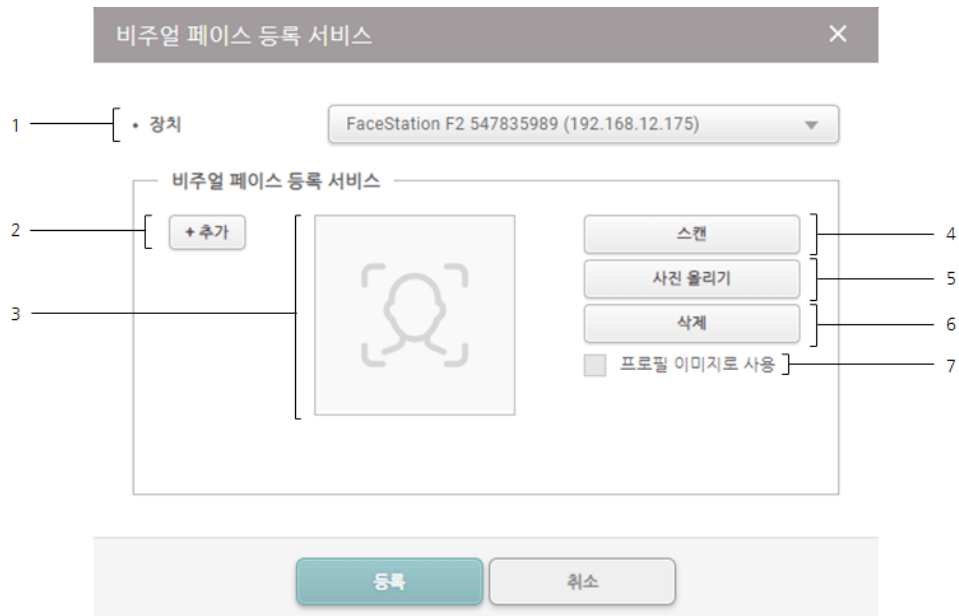 비주얼 페이스 등록 서비스
1
• 장치
FaceStation F2 547835989 (192.168.12.175)
비주얼 페이스 등록 서비스
2
+ 추가
3
스캔
4
사진 올리기
5
삭제
6
프로필 이미지로 사용
7
등록
취소